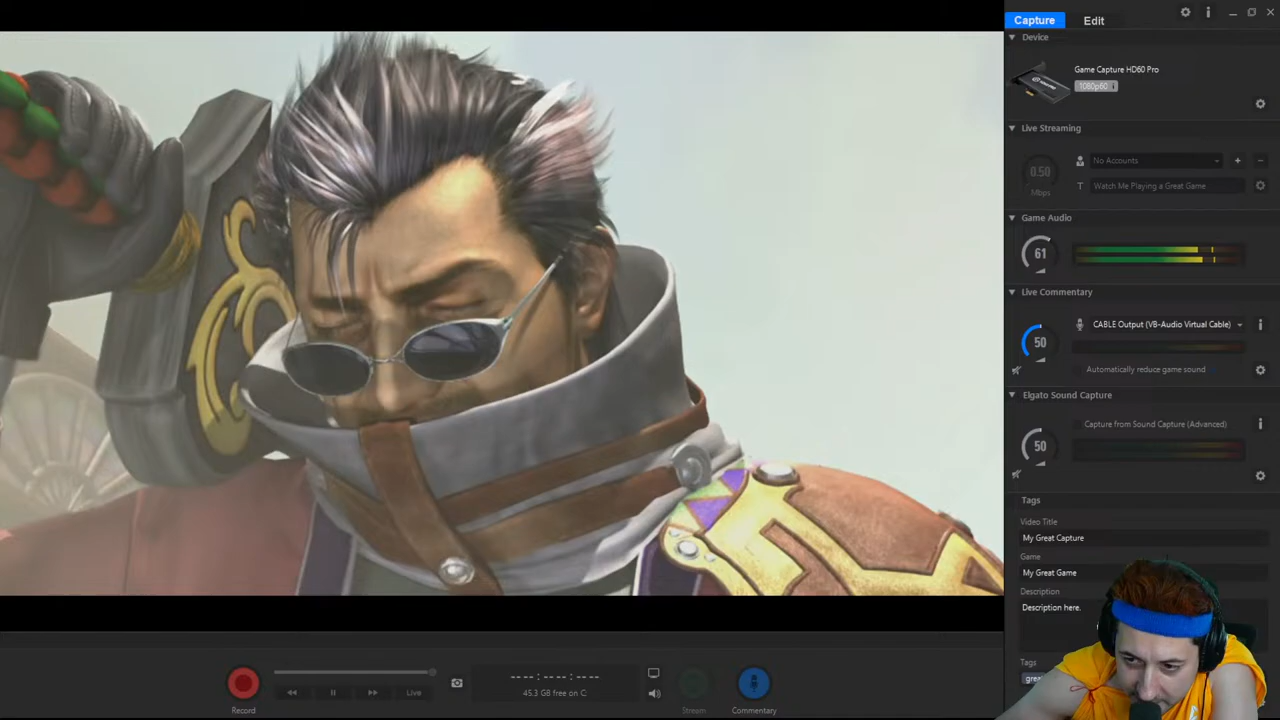 Capture
Edit
Device
Game Capture HD60 Pro
1080p60
Live Streaming
0.50
Mbps
No Accounts
T
Watch Me Playing a Great Game
Game Audio
61
Live Commentary
50
CABLE Output (VB-Audio Virtual Cable)
Automatically reduce game sound
Elgato Sound Capture
50
Capture from Sound Capture (Advanced)
Tags
Video Title
My Great Capture
Game
My Great Game
Description
Description here.
Tags
Live
--:--:--:--
45.3 GB free on C:
Record
Stream
Commentary